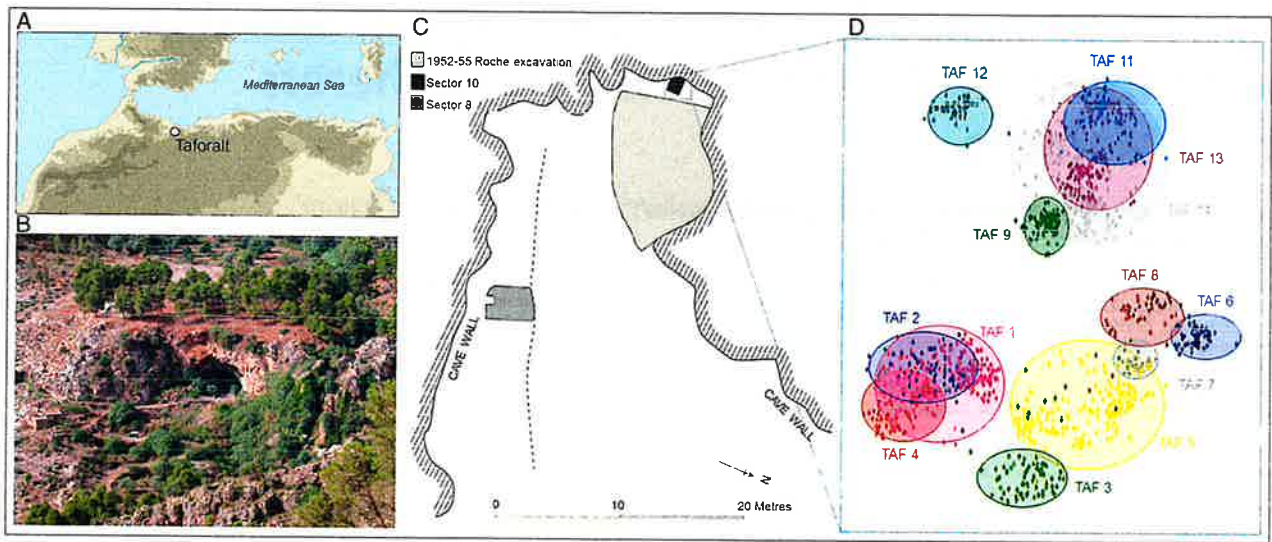 A
Mediterranean Sea
Taforalt
B
C
1952-55 Roche excavation
Sector 10
Sector 8
CAVE WALL
CAVE WALL
N
0
10
20 Metres
D
TAF 12
TAF 11
TAF 13
TAF 9
TAF 8
TAF 6
TAF 2
TAF 1
TAF 7
TAF 4
TAF 5
TAF 3